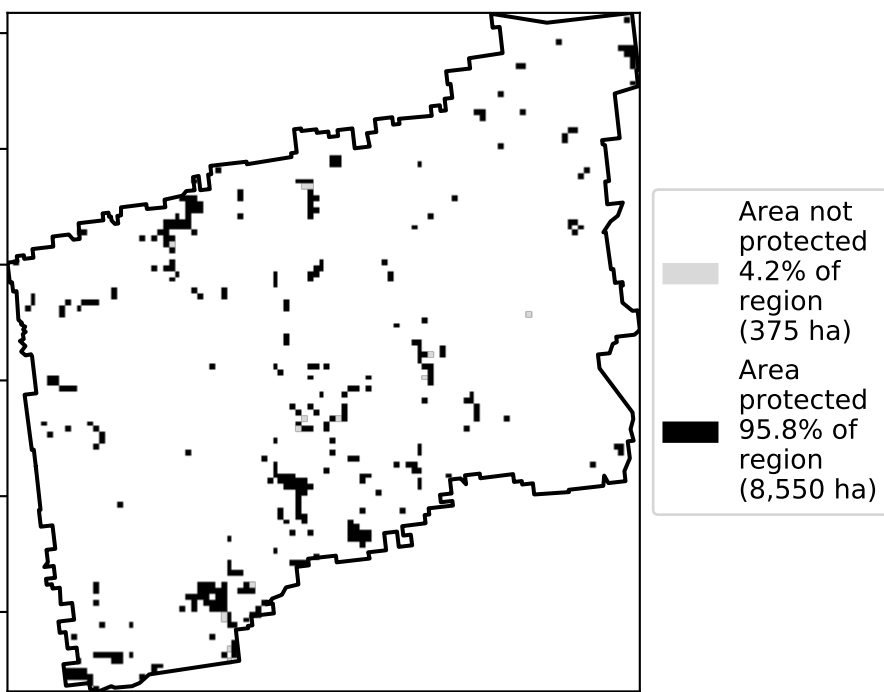 Area not
protected
4.2% of
region
(375 ha)
Area
protected
95.8% of
region
(8,550 ha)